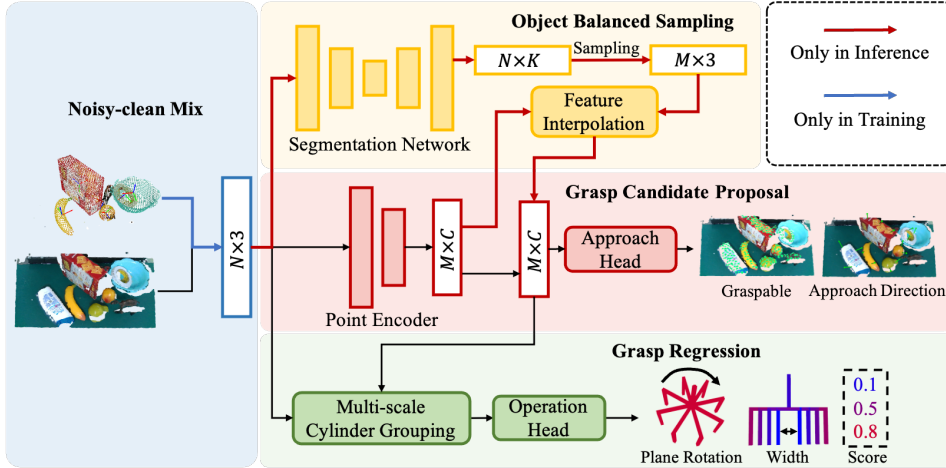 Object Balanced Sampling
Only in Inference
Only in Training
Noisy-clean Mix
N×3
Segmentation Network
N×K
Sampling
M×3
Feature
Interpolation
Grasp Candidate Proposal
Point Encoder
M×C
M×C
Approach
Head
Graspable
Approach Direction
Grasp Regression
Multi-scale
Cylinder Grouping
Operation
Head
Plane Rotation
Width
0.1
0.5
0.8
Score